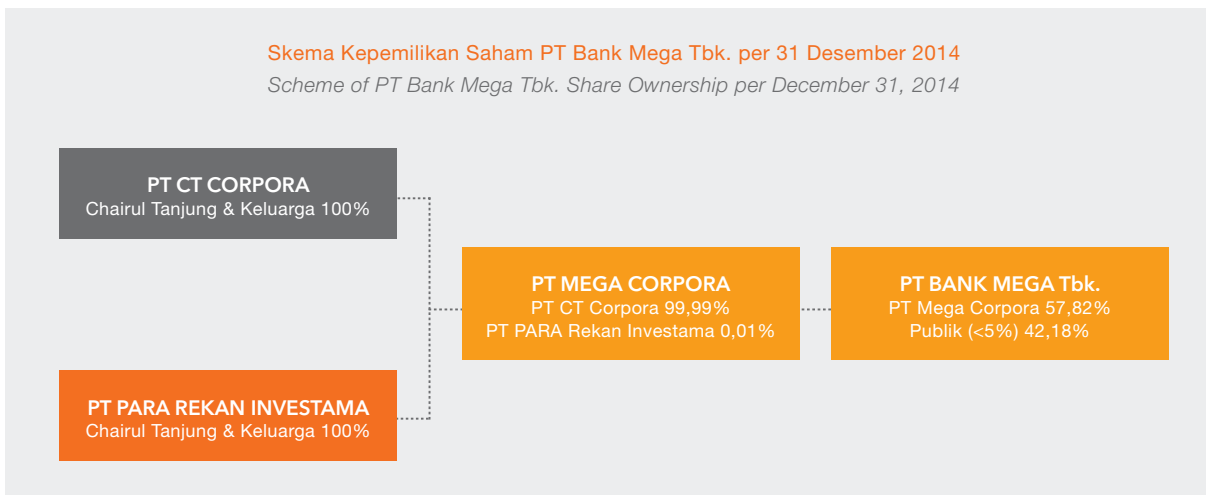 Skema Kepemilikan Saham PT Bank Mega Tbk. per 31 Desember 2014
Scheme of PT Bank Mega Tbk. Share Ownership per December 31, 2014
PT CT CORPORA
Chairul Tanjung & Keluarga 100%
PT MEGA CORPORA
PT CT Corpora 99,99%
PT PARA Rekan Investama 0,01%
PT BANK MEGA Tbk.
PT Mega Corpora 57,82%
Publik (<5%) 42,18%
PT PARA REKAN INVESTAMA
Chairul Tanjung & Keluarga 100%